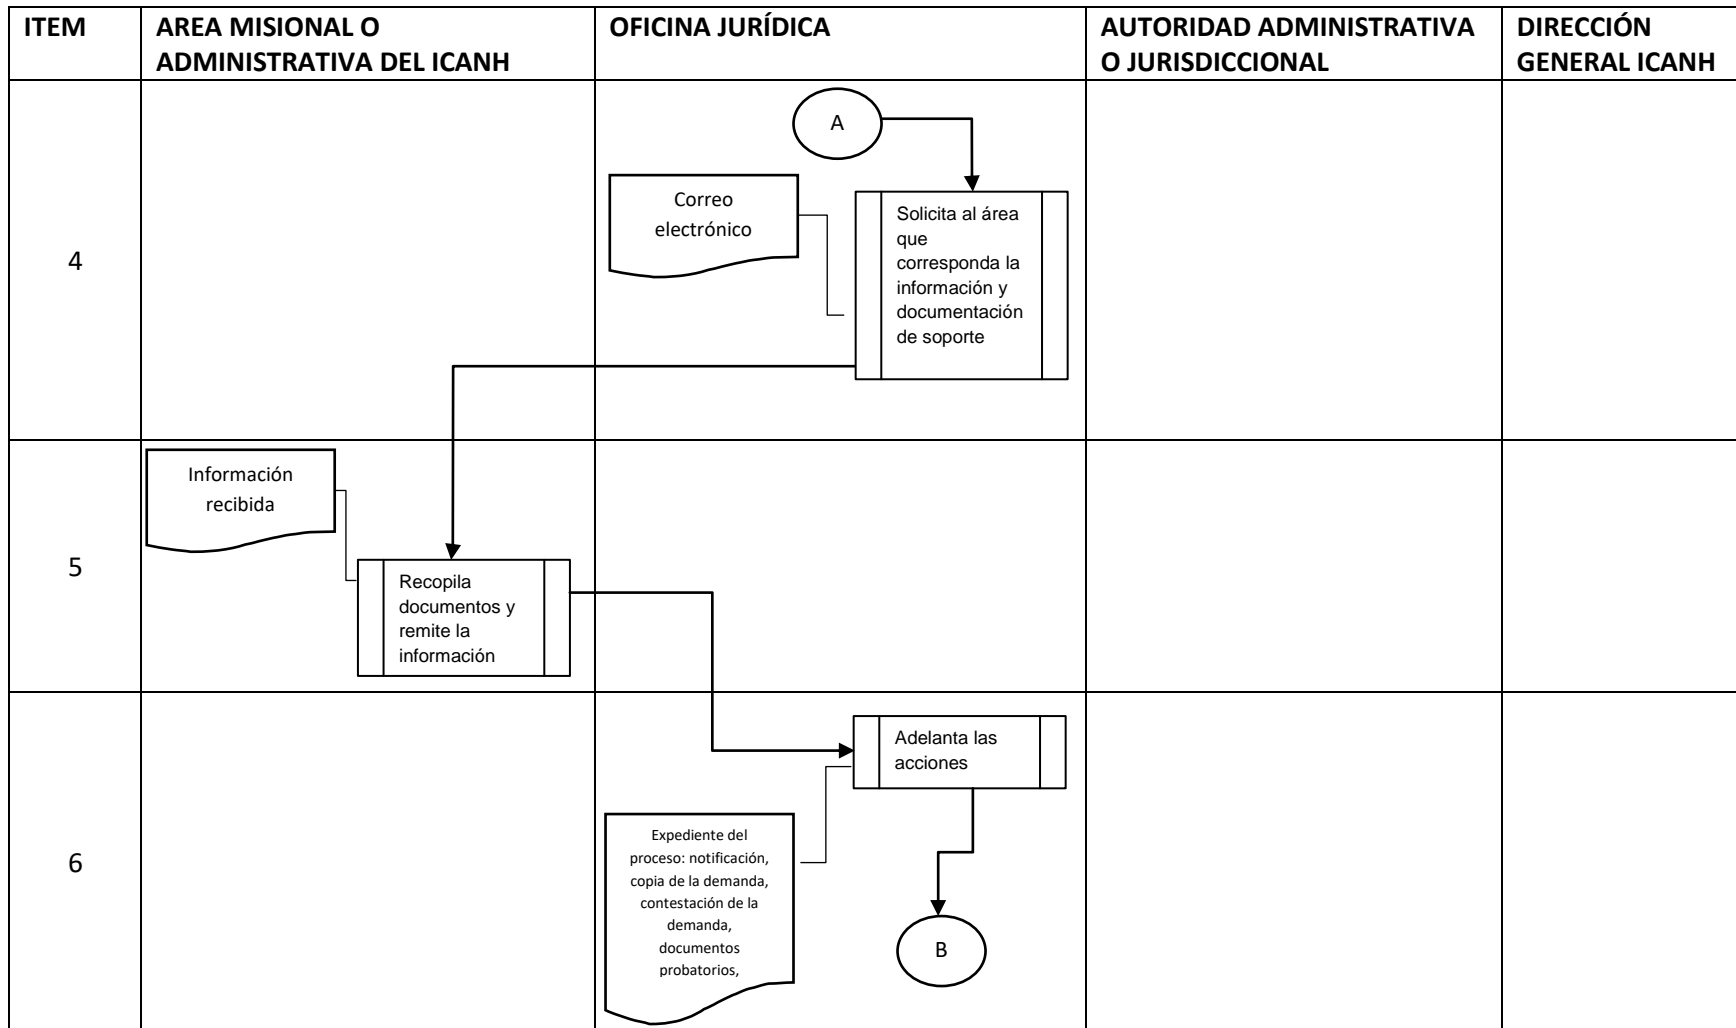 ITEM
AREA MISIONAL O
ADMINISTRATIVA DEL ICANH
OFICINA JURÍDICA
AUTORIDAD ADMINISTRATIVA
O JURISDICCIONAL
DIRECCIÓN
GENERAL ICANH
4
A
Correo
electrónico
Solicita al área
que
corresponda la
información y
documentación
de soporte
5
Información
recibida
Recopila
documentos y
remite la
información
6
Adelanta las
acciones
Expediente del
proceso: notificación,
copia de la demanda,
contestación de la
demanda,
documentos
probatorios,
B